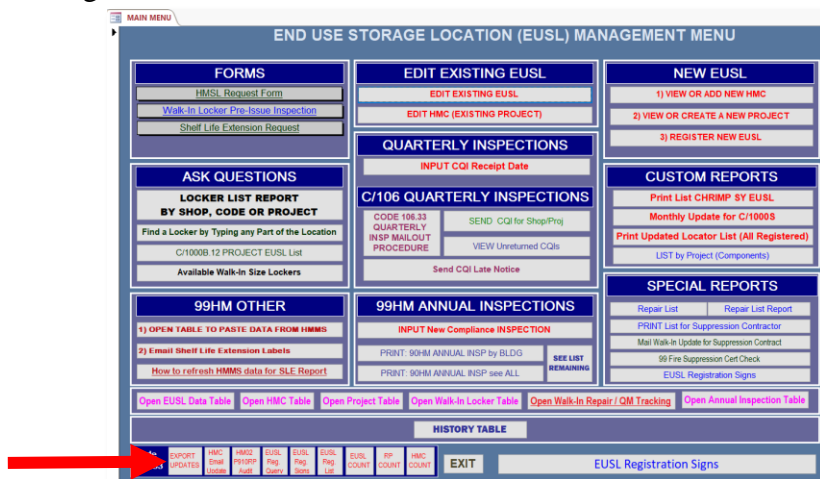 MAIN MENU
END USE STORAGE LOCATION (EUSL) MANAGEMENT MENU
FORMS
HMSL Request Form
Walk-In Locker Pre-Issue Inspection
Shelf Life Extension Request
EDIT EXISTING EUSL
EDIT EXISTING EUSL
EDIT HMC (EXISTING PROJECT)
NEW EUSL
1) VIEW OR ADD NEW HMC
2) VIEW OR CREATE A NEW PROJECT
3) REGISTER NEW EUSL
QUARTERLY INSPECTIONS
INPUT CQI Receipt Date
ASK QUESTIONS
LOCKER LIST REPORT
BY SHOP, CODE OR PROJECT
Find a Locker by Typing any Part of the Location
C/1000B.12 PROJECT EUSL List
Available Walk-In Size Lockers
C/106 QUARTERLY INSPECTIONS
CODE 106.33
QUARTERLY
INSP MAILOUT
PROCEDURE
SEND CQI for Shop/Proj
VIEW Unreturned CQIs
Send CQI Late Notice
CUSTOM REPORTS
Print List CHRIMP SY EUSL
Monthly Update for C/1000S
Print Updated Locator List (All Registered)
LIST by Project (Components)
SPECIAL REPORTS
Repair List
Repair List Report
PRINT List for Suppression Contractor
Mail Walk-In Update for Suppression Contract
99 Fire Suppression Cert Check
EUSL Registration Signs
99HM OTHER
1) OPEN TABLE TO PASTE DATA FROM HMMS
2) Email Shelf Life Extension Labels
How to refresh HMMS data for SLE Report
99HM ANNUAL INSPECTIONS
INPUT New Compliance INSPECTION
PRINT: 90HM ANNUAL INSP by BLDG
PRINT: 90HM ANNUAL INSP see ALL
SEE LIST
REMAINING
Open EUSL Data Table
Open HMC Table
Open Project Table
Open Walk-In Locker Table
Open Walk-In Repair / QM Tracking
Open Annual Inspection Table
HISTORY TABLE
EXPORT
UPDATES
HMC
Email
Update
HM02
P910RP
Audit
EUSL
Reg.
Query
EUSL
Reg.
Signs
EUSL
Reg.
List
EUSL
COUNT
RP
COUNT
HMC
COUNT
EXIT
EUSL Registration Signs